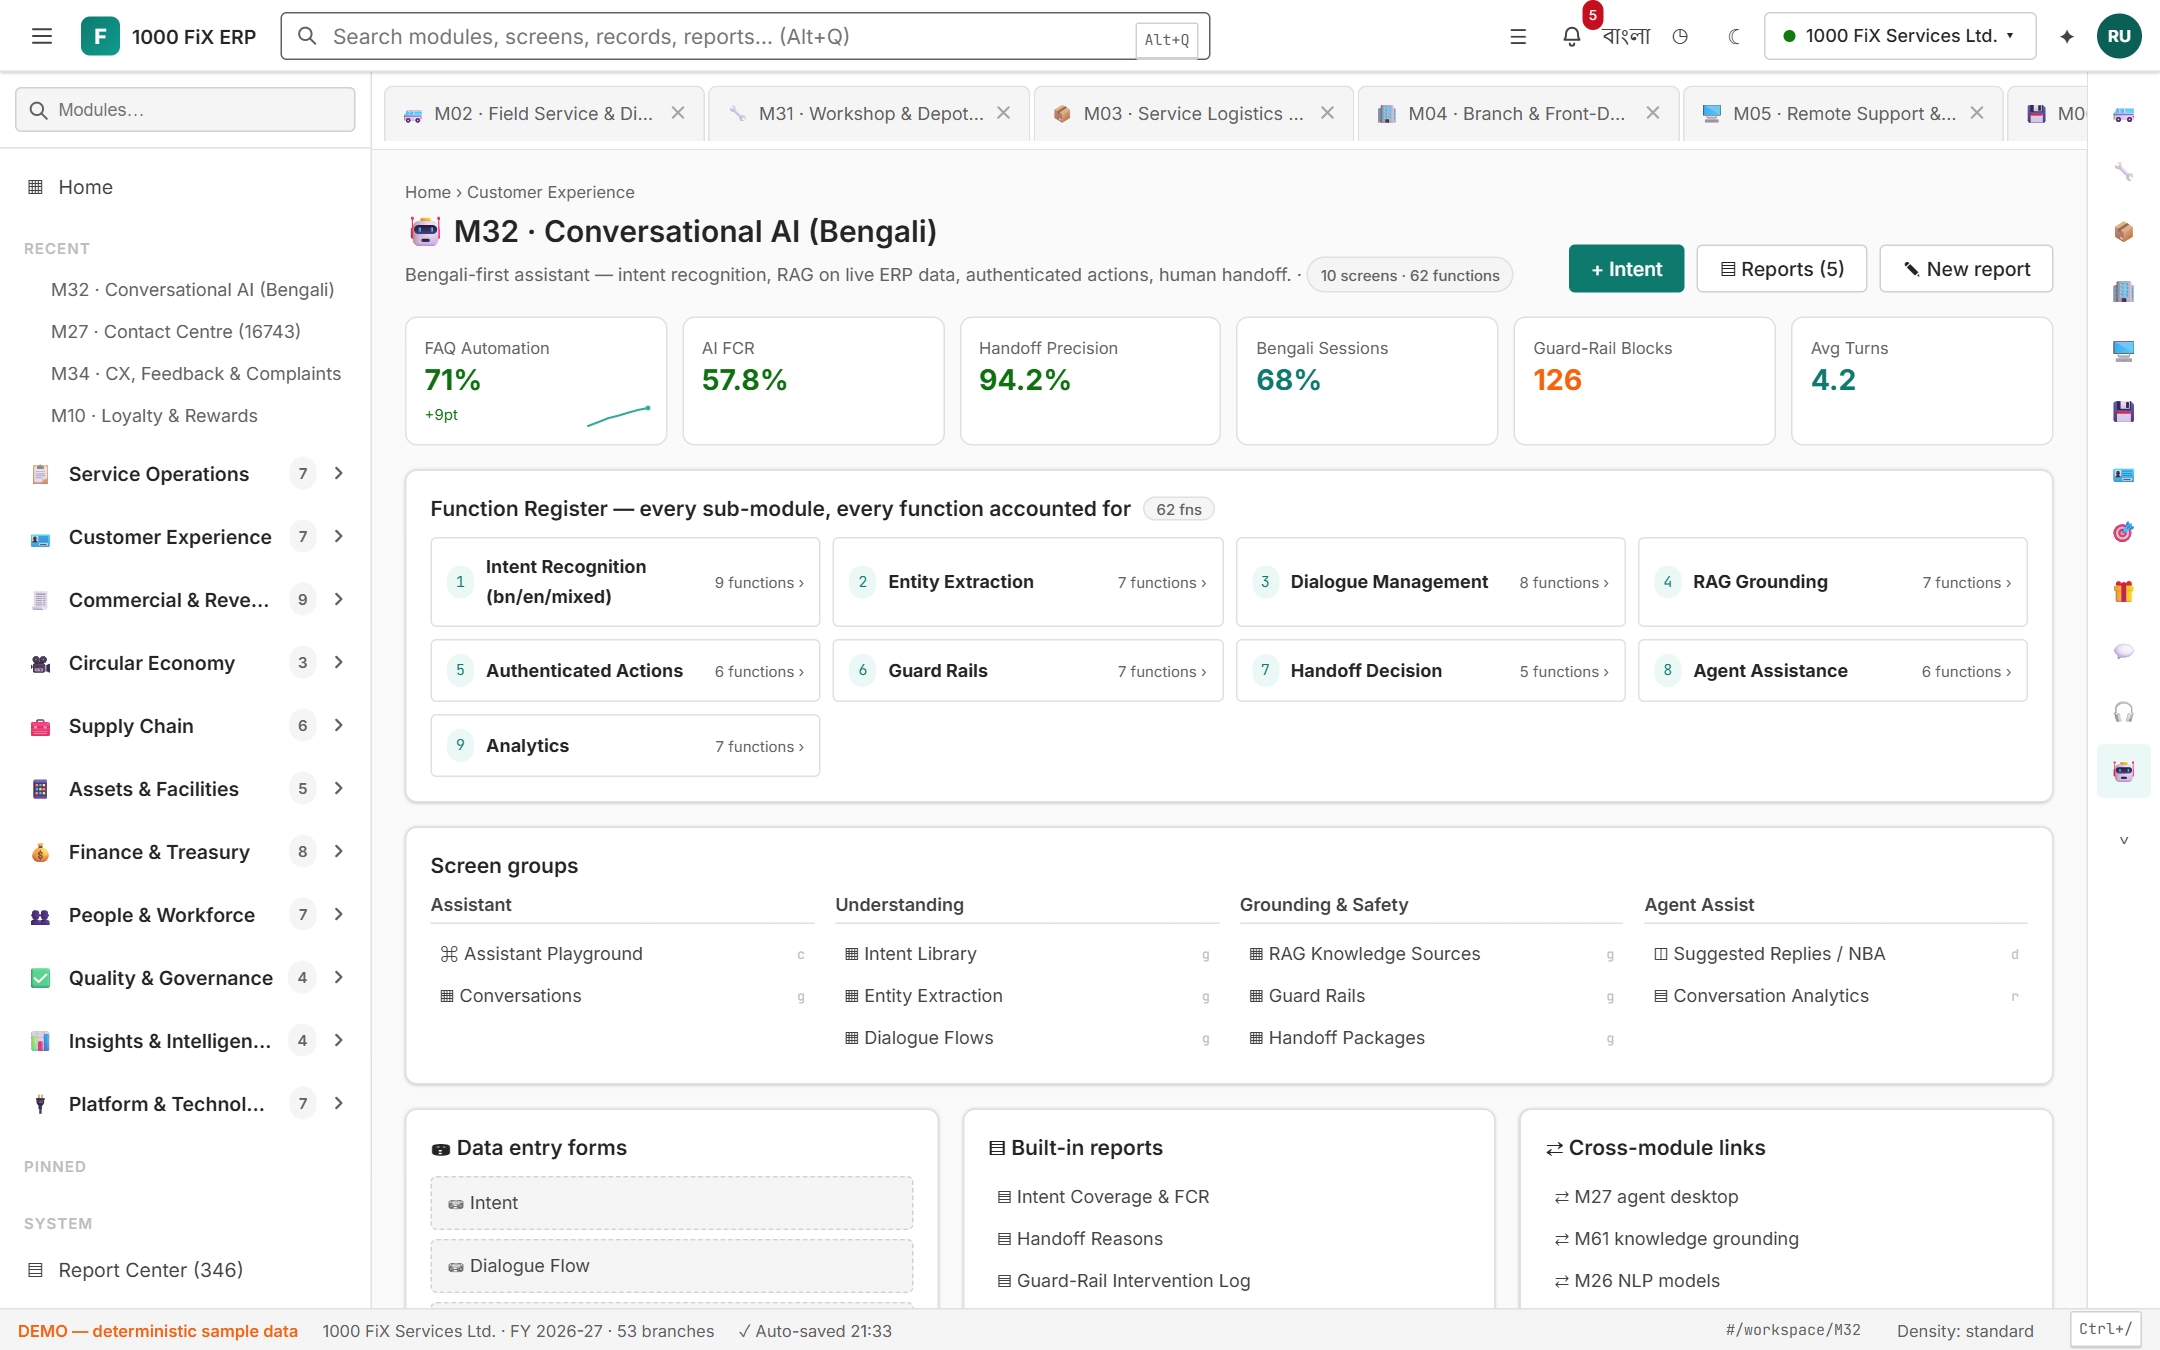 F 1000 FiX ERP
Search modules, screens, records, reports... (Alt+Q) Alt+Q
5
বাংলা
1000 FiX Services Ltd.
RU
Modules...
Home
RECENT
M32 · Conversational AI (Bengali)
M27 · Contact Centre (16743)
M34 · CX, Feedback & Complaints
M10 · Loyalty & Rewards
Service Operations 7
Customer Experience 7
Commercial & Reve... 9
Circular Economy 3
Supply Chain 6
Assets & Facilities 5
Finance & Treasury 8
People & Workforce 7
Quality & Governance 4
Insights & Intelligen... 4
Platform & Technol... 7
PINNED
SYSTEM
Report Center (346)
M02 · Field Service & Di...
M31 · Workshop & Depot...
M03 · Service Logistics ...
M04 · Branch & Front-D...
M05 · Remote Support &...
Home › Customer Experience
M32 · Conversational AI (Bengali)
Bengali-first assistant — intent recognition, RAG on live ERP data, authenticated actions, human handoff. · 10 screens · 62 functions
+ Intent
Reports (5)
New report
FAQ Automation
71%
+9pt
AI FCR
57.8%
Handoff Precision
94.2%
Bengali Sessions
68%
Guard-Rail Blocks
126
Avg Turns
4.2
Function Register — every sub-module, every function accounted for 62 fns
1 Intent Recognition (bn/en/mixed) 9 functions ›
2 Entity Extraction 7 functions ›
3 Dialogue Management 8 functions ›
4 RAG Grounding 7 functions ›
5 Authenticated Actions 6 functions ›
6 Guard Rails 7 functions ›
7 Handoff Decision 5 functions ›
8 Agent Assistance 6 functions ›
9 Analytics 7 functions ›
Screen groups
Assistant
Assistant Playground c
Conversations g
Understanding
Intent Library g
Entity Extraction g
Dialogue Flows g
Grounding & Safety
RAG Knowledge Sources g
Guard Rails g
Handoff Packages g
Agent Assist
Suggested Replies / NBA d
Conversation Analytics r
Data entry forms
Intent
Dialogue Flow
Built-in reports
Intent Coverage & FCR
Handoff Reasons
Guard-Rail Intervention Log
Cross-module links
M27 agent desktop
M61 knowledge grounding
M26 NLP models
DEMO — deterministic sample data
1000 FiX Services Ltd. · FY 2026-27 · 53 branches
✓ Auto-saved 21:33
#/workspace/M32
Density: standard
Ctrl+/